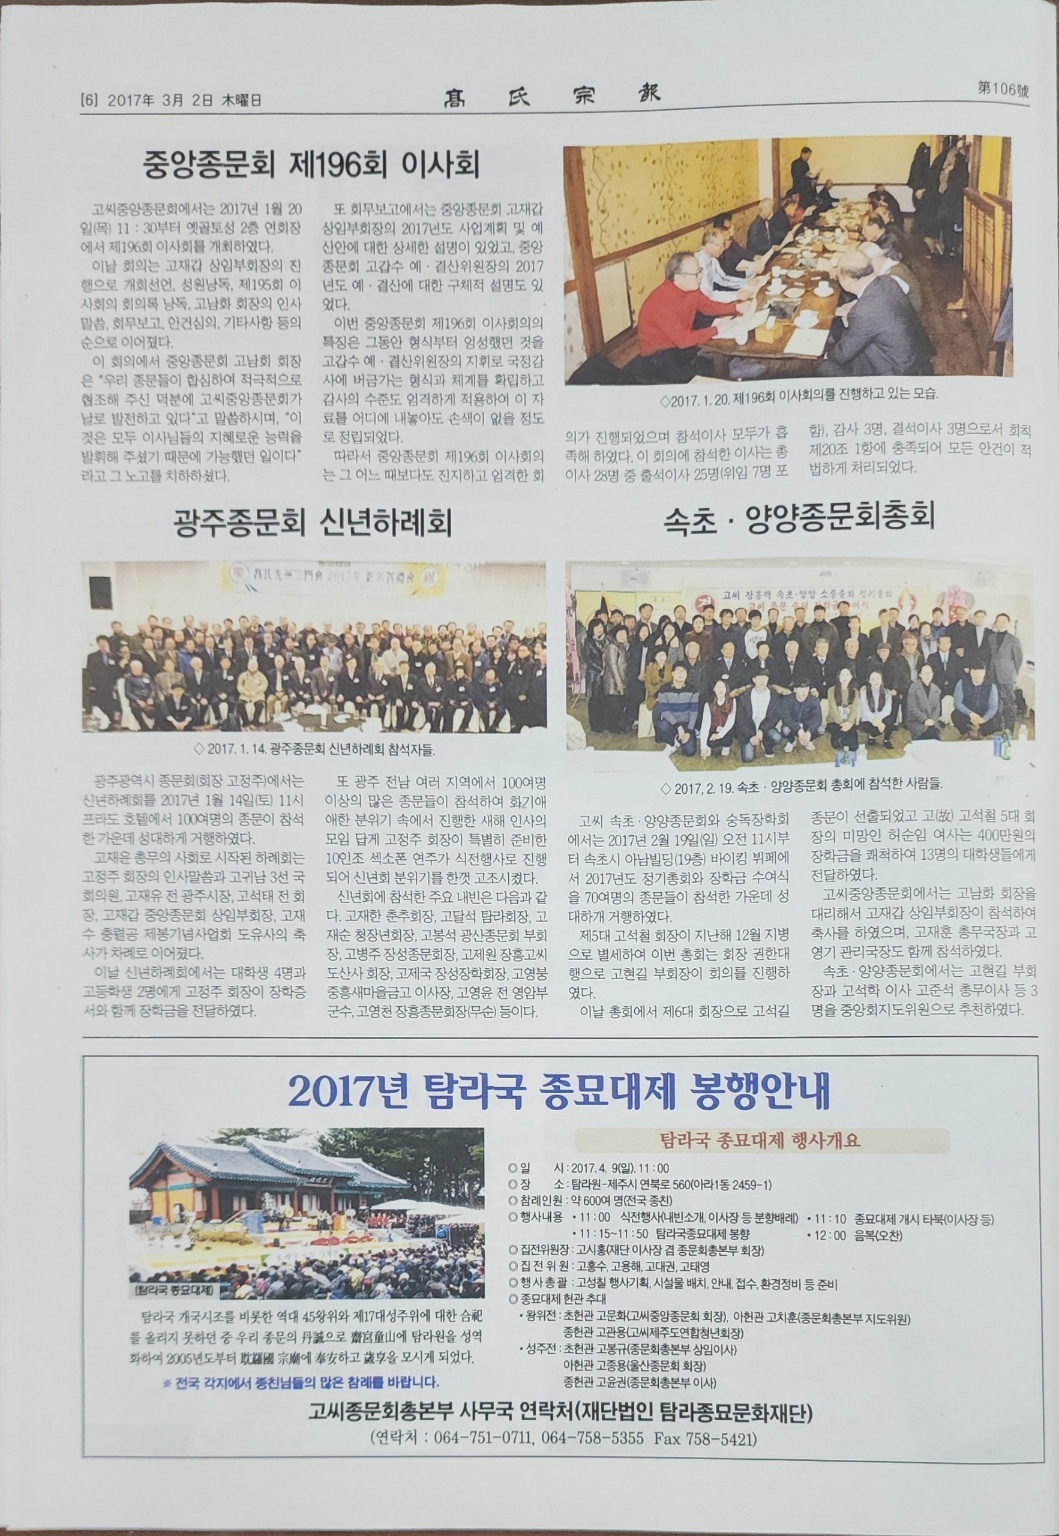 [6] 2017年 3月 2日 木曜日
高氏宗報
第106號
중앙종문회 제196회 이사회
고씨중앙종문회에서는 2017년 1월 20
일(목) 11 : 30부터 옛골토성 2층 연회장
에서 제196회 이사회를 개최하였다.
이날 회의는 고재갑 상임부회장의 진
행으로 개회선언, 성원낭독, 제195회 이
사회의 회의록 낭독, 고남화 회장의 인사
말씀, 회무보고, 안건심의, 기타사항 등의
순으로 이어졌다.
이 회의에서 중앙종문회 고남회 회장
은 “우리 종문들이 합심하여 적극적으로
협조해 주신 덕분에 고씨중앙종문회가
날로 발전하고 있다”고 말씀하시며, “이
것은 모두 이사님들의 지혜로운 능력을
발휘해 주셨기 때문에 가능했던 일이다”
라고 그 노고를 치하하셨다.
또 회무보고에서는 중앙종문회 고재갑
상임부회장의 2017년도 사업계획 및 예
산안에 대한 상세한 설명이 있었고, 중앙
종문회 고갑수 예 · 결산위원장의 2017
년도 예 · 결산에 대한 구체적 설명도 있
었다.
이번 중앙종문회 제196회 이사회의의
특징은 그동안 형식부터 엉성했던 것을
고갑수 예 · 결산위원장의 지휘로 국정감
사에 버금가는 형식과 체계를 확립하고
감사의 수준도 엄격하게 적용하여 이 자
료를 어디에 내놓아도 손색이 없을 정도
로 정립되었다.
따라서 중앙종문회 제196회 이사회의
는 그 어느 때보다도 진지하고 엄격한 회
◇2017. 1. 20. 제196회 이사회의를 진행하고 있는 모습.
의가 진행되었으며 참석이사 모두가 흡
족해 하였다. 이 회의에 참석한 이사는 총
이사 28명 중 출석이사 25명(위임 7명 포
함), 감사 3명, 결석이사 3명으로서 회칙
제20조 1항에 충족되어 모든 안건이 적
법하게 처리되었다.
광주종문회 신년하례회
◇ 2017. 1. 14. 광주종문회 신년하례회 참석자들.
광주광역시 종문회(회장 고정주)에서는
신년하례회를 2017년 1월 14일(토) 11시
프라도 호텔에서 100여명의 종문이 참석
한 가운데 성대하게 거행하였다.
고재윤 총무의 사회로 시작된 하례회는
고정주 회장의 인사말씀과 고귀남 3선 국
회의원, 고재유 전 광주시장, 고석태 전 회
장, 고재갑 중앙종문회 상임부회장, 고재
수 충렬공 제봉기념사업회 도유사의 축
사가 차례로 이어졌다.
이날 신년하례회에서는 대학생 4명과
고등학생 2명에게 고정주 회장이 장학증
서와 함께 장학금을 전달하였다.
또 광주 전남 여러 지역에서 100여명
이상의 많은 종문들이 참석하여 화기애
애한 분위기 속에서 진행한 새해 인사의
모임 답게 고정주 회장이 특별히 준비한
10인조 섹소폰 연주가 식전행사로 진행
되어 신년회 분위기를 한껏 고조시켰다.
신년회에 참석한 주요 내빈은 다음과 같
다. 고재한 춘추회장, 고달석 탐라회장, 고
재순 청장년회장, 고봉석 광산종문회 부회
장, 고병주 장성종문회장, 고제원 장흥고씨
도산사 회장, 고제국 장성장학회장, 고영봉
중흥새마을금고 이사장, 고영윤 전 영암부
군수, 고영천 장흥종문회장(무순) 등이다.
속초 · 양양종문회총회
고씨 장흥백 속초·양양 소종중회 정기총회
◇ 2017, 2. 19. 속초 · 양양종문회 총회에 참석한 사람들.
고씨 속초 · 양양종문회와 숭독장학회
에서는 2017년 2월 19일(일) 오전 11시부
터 속초시 아남빌딩(19층) 바이킹 뷔페에
서 2017년도 정기총회와 장학금 수여식
을 70여명의 종문들이 참석한 가운데 성
대하게 거행하였다.
제5대 고석철 회장이 지난해 12월 지병
으로 별세하여 이번 총회는 회장 권한대
행으로 고현길 부회장이 회의를 진행하
였다.
이날 총회에서 제6대 회장으로 고석길
종문이 선출되었고 고(故) 고석철 5대 회
장의 미망인 허순임 여사는 400만원의
장학금을 쾌척하여 13명의 대학생들에게
전달하였다.
고씨중앙종문회에서는 고남화 회장을
대리해서 고재갑 상임부회장이 참석하여
축사를 하였으며, 고재훈 총무국장과 고
영기 관리국장도 함께 참석하였다.
속초 · 양양종문회에서는 고현길 부회
장과 고석학 이사 고준석 총무이사 등 3
명을 중앙회지도위원으로 추천하였다.
2017년 탐라국 종묘대제 봉행안내
(탐라국 종묘대제)
탐라국 개국시조를 비롯한 역대 45왕위와 제17대성주위에 대한 合祀
를 올리지 못하던 중 우리 종문의 丹誠으로 齋宮童山에 탐라원을 성역
화하여 2005년도부터 耽羅國 宗廟에 奉安하고 歲享을 모시게 되었다.
※ 전국 각지에서 종친님들의 많은 참례를 바랍니다.
탐라국 종묘대제 행사개요
◎ 일 시 : 2017. 4. 9(일). 11 : 00
◎ 장 소 : 탐라원-제주시 연북로 560(아라1동 2459-1)
◎ 참례인원 : 약 600여 명(전국 종친)
◎ 행사내용 • 11 : 00 식전행사(내빈소개, 이사장 등 분향배례) • 11 : 10 종묘대제 개시 타북(이사장 등)
• 11 : 15~11 : 50 탐라국종묘대제 봉향 • 12 : 00 음복(오찬)
◎ 집전위원장 : 고시홍(재단 이사장 겸 종문회총본부 회장)
◎ 집 전 위 원 : 고홍수, 고용해, 고대권, 고태영
◎ 행 사 총 괄 : 고성칠 행사기획, 시설물 배치, 안내, 접수, 환경정비 등 준비
◎ 종묘대제 헌관 추대
• 왕위전 : 초헌관 고문화(고씨중앙종문회 회장), 아헌관 고치훈(종문회총본부 지도위원)
종헌관 고관용(고씨제주도연합청년회장)
• 성주전 : 초헌관 고봉규(종문회총본부 상임이사)
아헌관 고종용(울산종문회 회장)
종헌관 고윤권(종문회총본부 이사)
고씨종문회총본부 사무국 연락처(재단법인 탐라종묘문화재단)
(연락처 : 064-751-0711, 064-758-5355 Fax 758-5421)